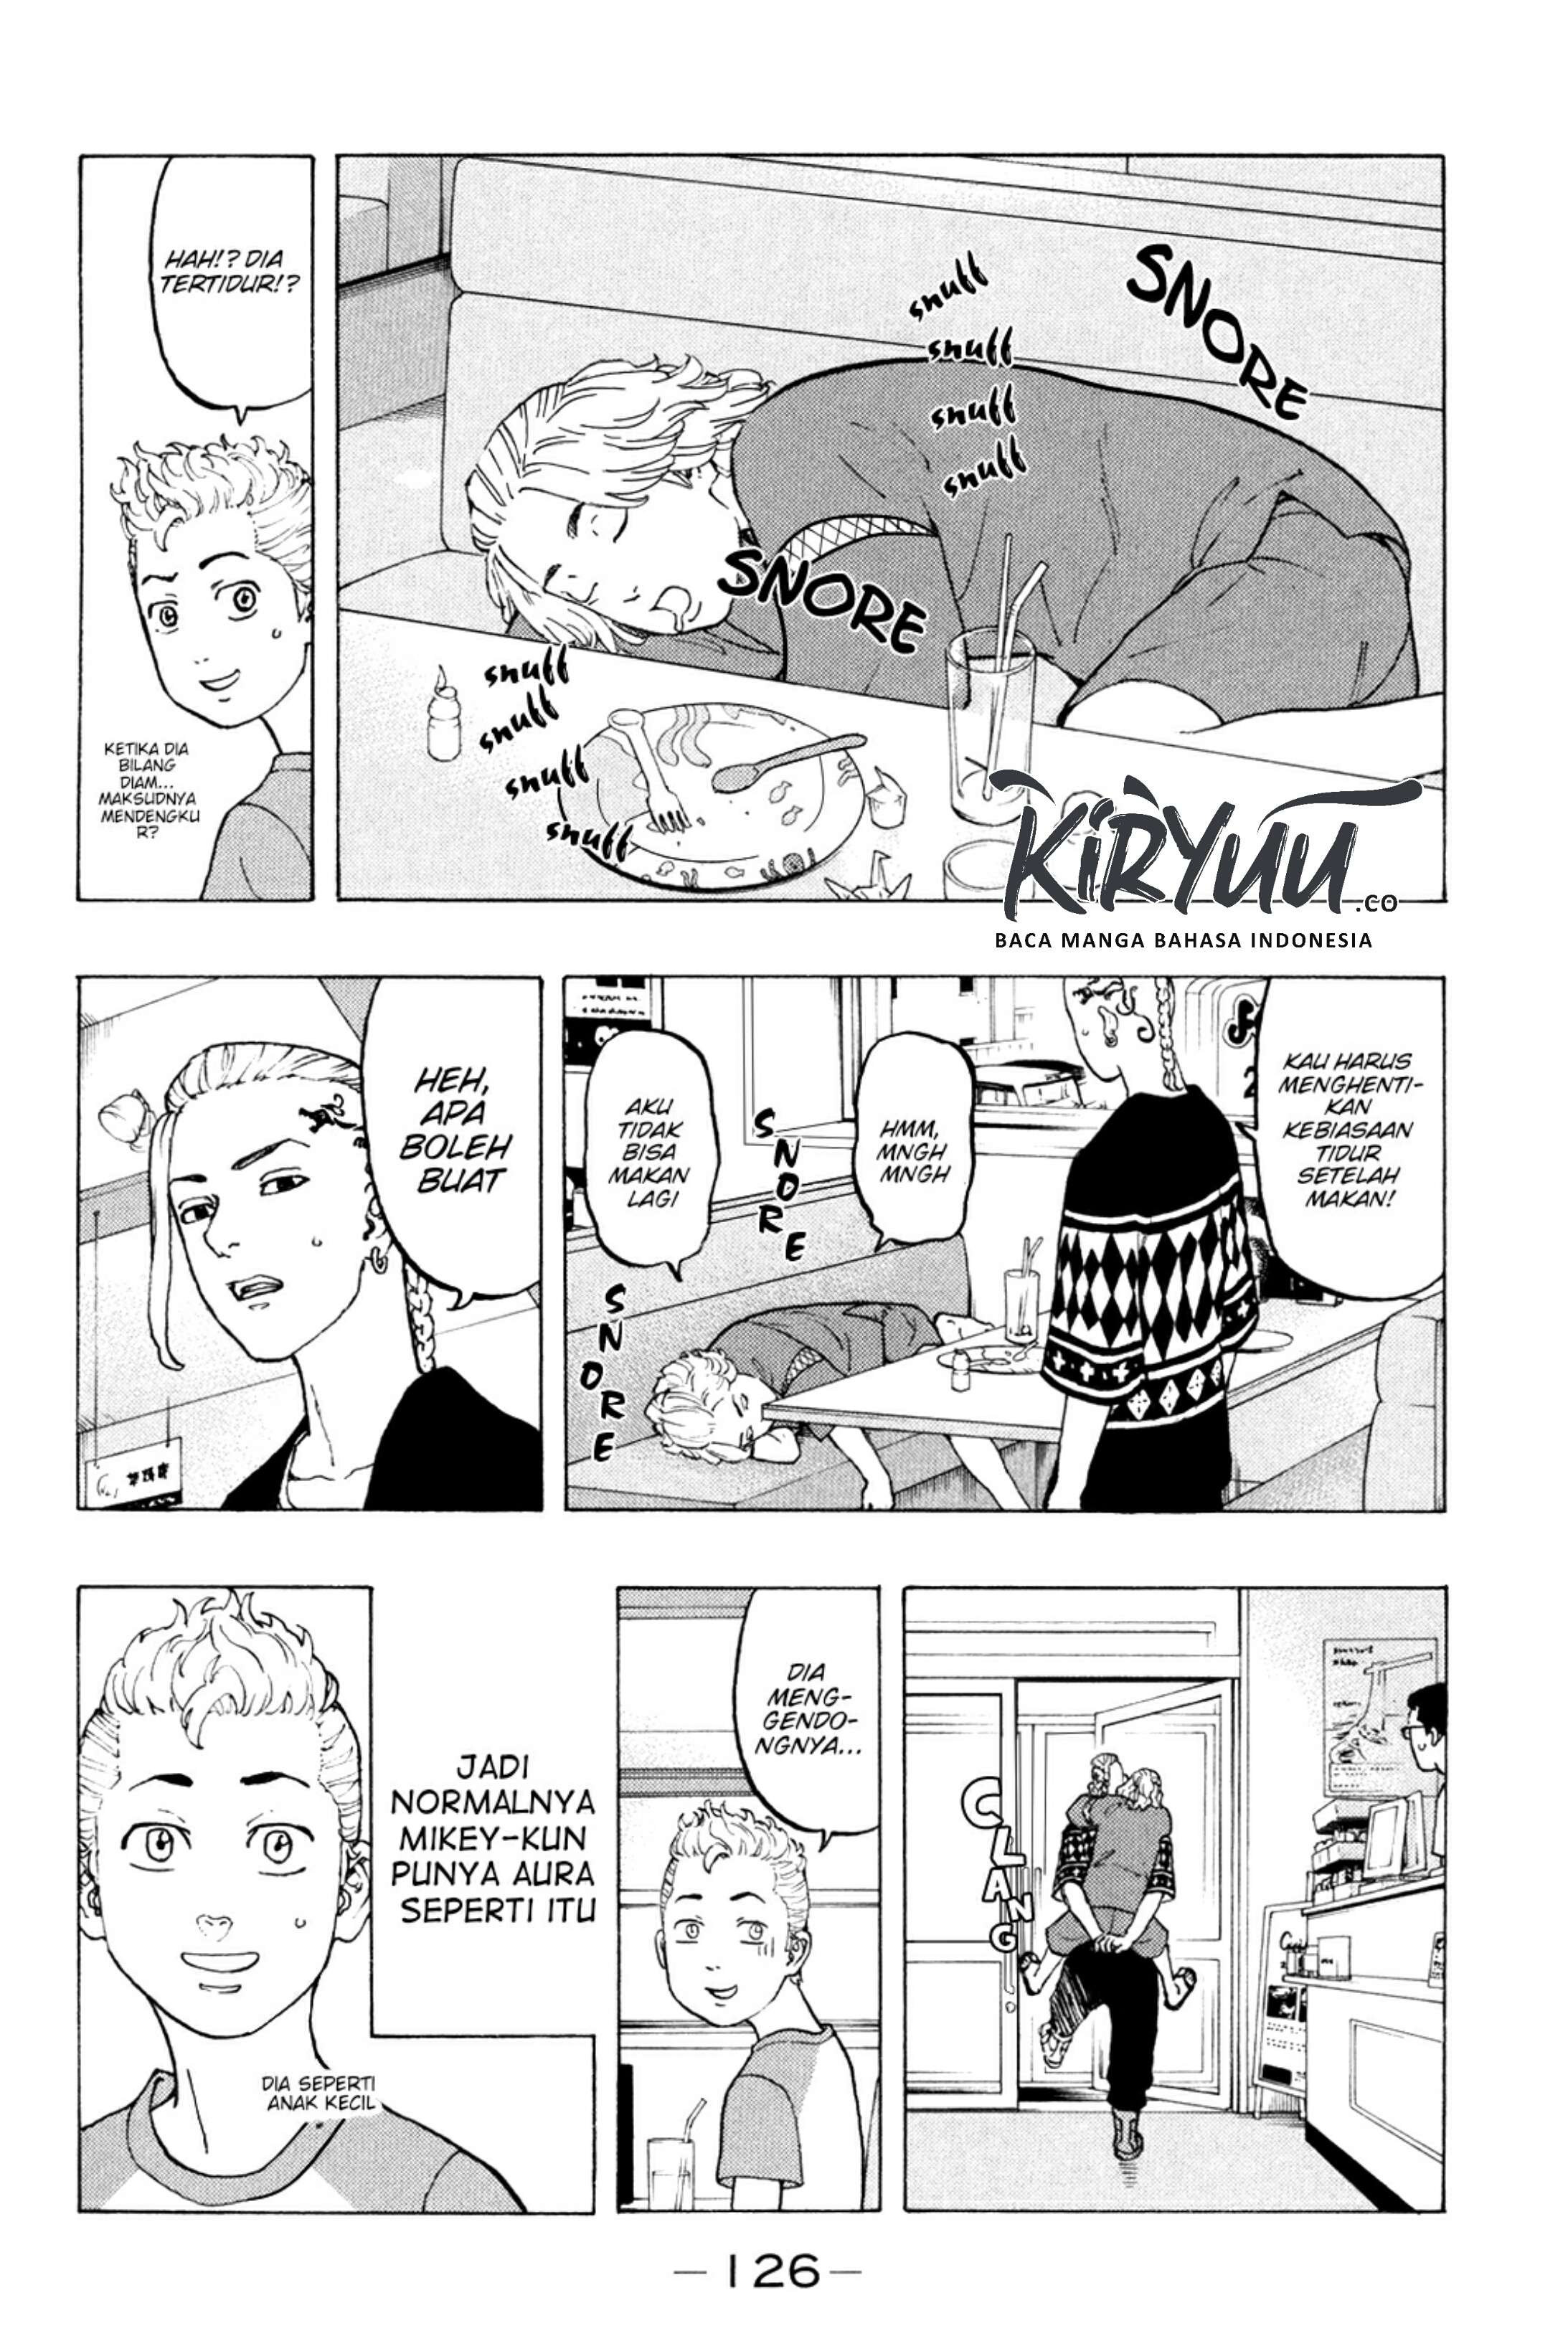 SNORE
snuff
snuff
snuff
snuff
SNORE
snuff
snuff
snuff
snuff
HAH!? DIA
TERTIDUR!?
KETIKA DIA
BILANG
DIAM...
MAKSUDNYA
MENDENGKU
R?
KIRYUU.CO
BACA MANGA BAHASA INDONESIA
KAU HARUS
MENGHENTI-
KAN
KEBIASAAN
TIDUR
SETELAH
MAKAN!
HMM,
MNGH
MNGH
SNORE
AKU
TIDAK
BISA
MAKAN
LAGI
SNORE
HEH,
APA
BOLEH
BUAT
CLANG
DIA
MENG-
GENDO-
NGNYA...
JADI
NORMALNYA
MIKEY-KUN
PUNYA AURA
SEPERTI ITU
DIA SEPERTI
ANAK KECIL
— 126 —